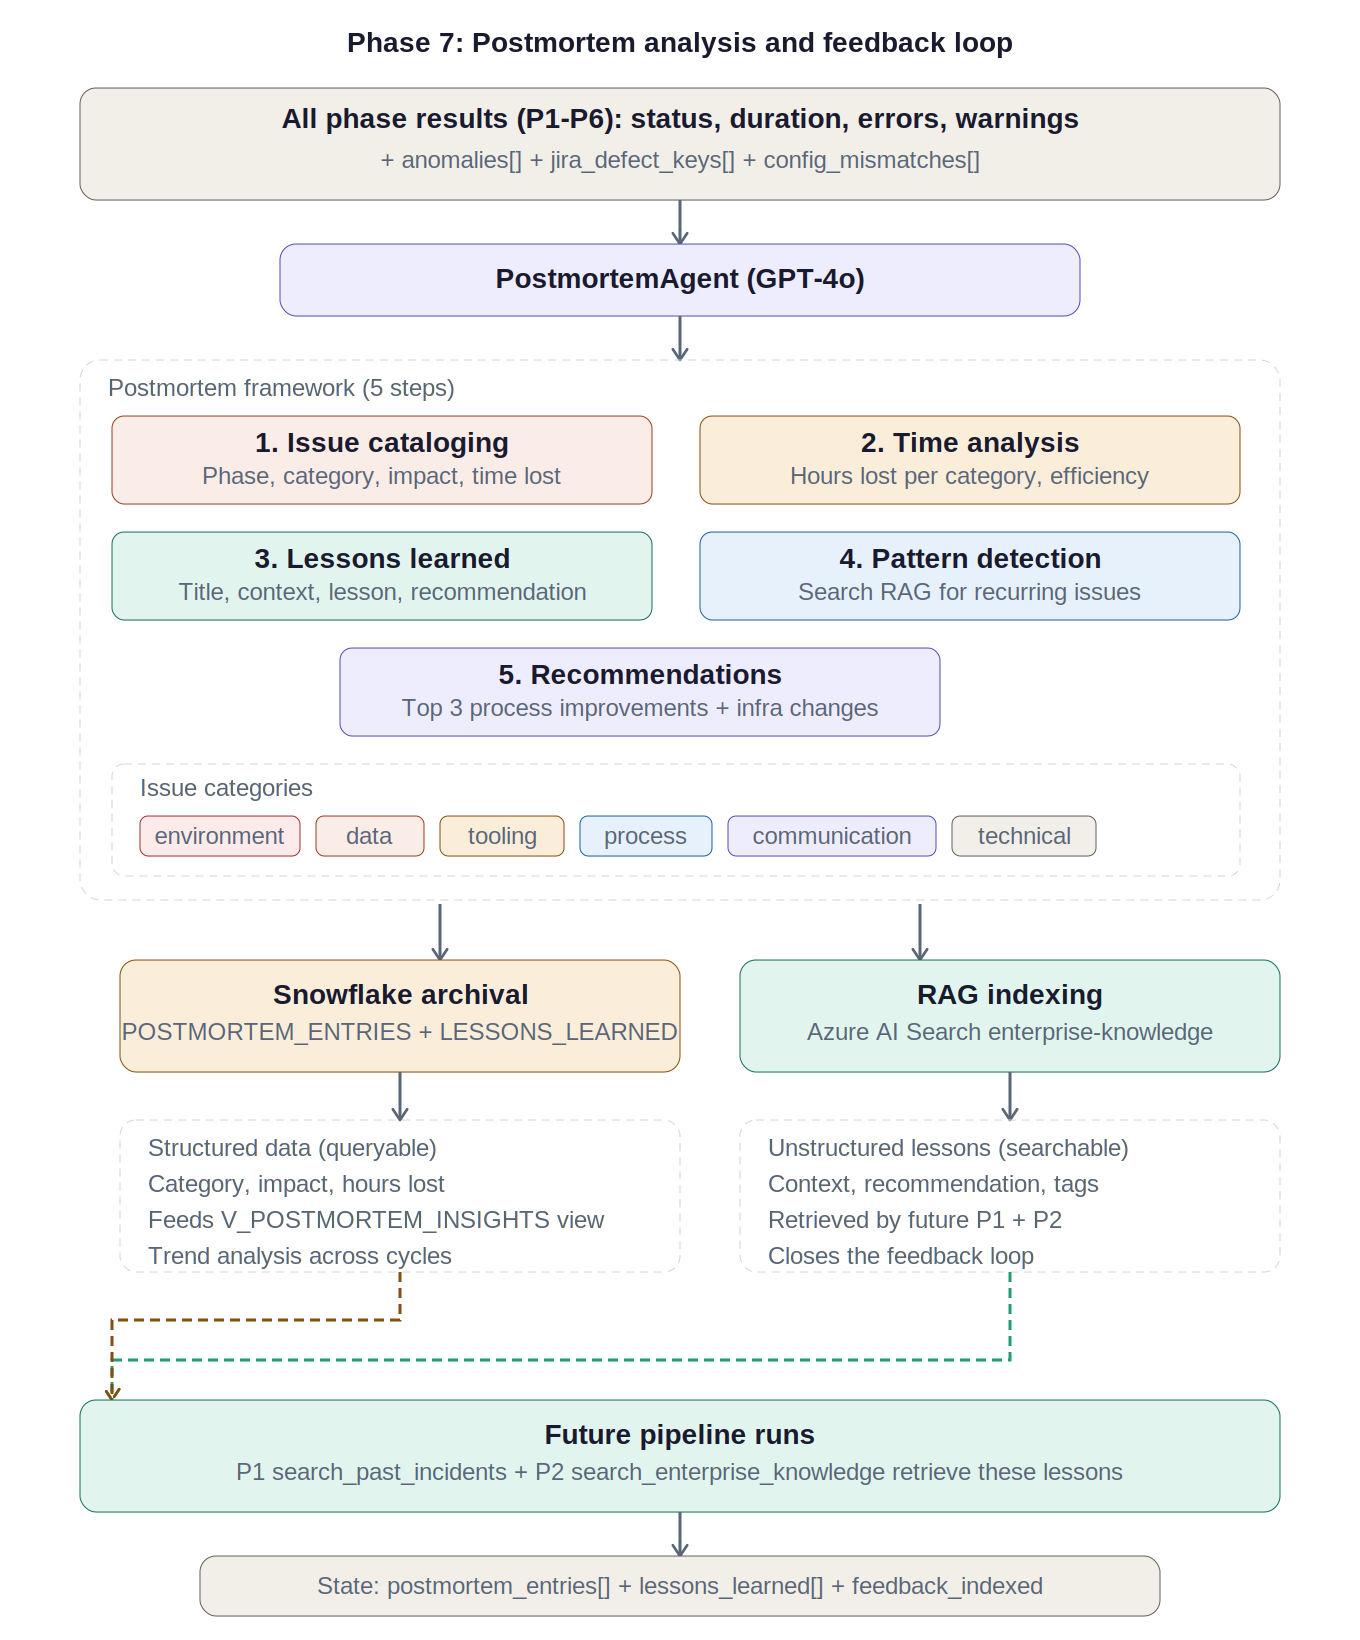 Phase 7: Postmortem analysis and feedback loop
All phase results (P1-P6): status, duration, errors, warnings
+ anomalies[] + jira_defect_keys[] + config_mismatches[]
PostmortemAgent (GPT-4o)
Postmortem framework (5 steps)
1. Issue cataloging
Phase, category, impact, time lost
2. Time analysis
Hours lost per category, efficiency
3. Lessons learned
Title, context, lesson, recommendation
4. Pattern detection
Search RAG for recurring issues
5. Recommendations
Top 3 process improvements + infra changes
Issue categories
environment
data
tooling
process
communication
technical
Snowflake archival
POSTMORTEM_ENTRIES + LESSONS_LEARNED
RAG indexing
Azure AI Search enterprise-knowledge
Structured data (queryable)
Category, impact, hours lost
Feeds V_POSTMORTEM_INSIGHTS view
Trend analysis across cycles
Unstructured lessons (searchable)
Context, recommendation, tags
Retrieved by future P1 + P2
Closes the feedback loop
Future pipeline runs
P1 search_past_incidents + P2 search_enterprise_knowledge retrieve these lessons
State: postmortem_entries[] + lessons_learned[] + feedback_indexed